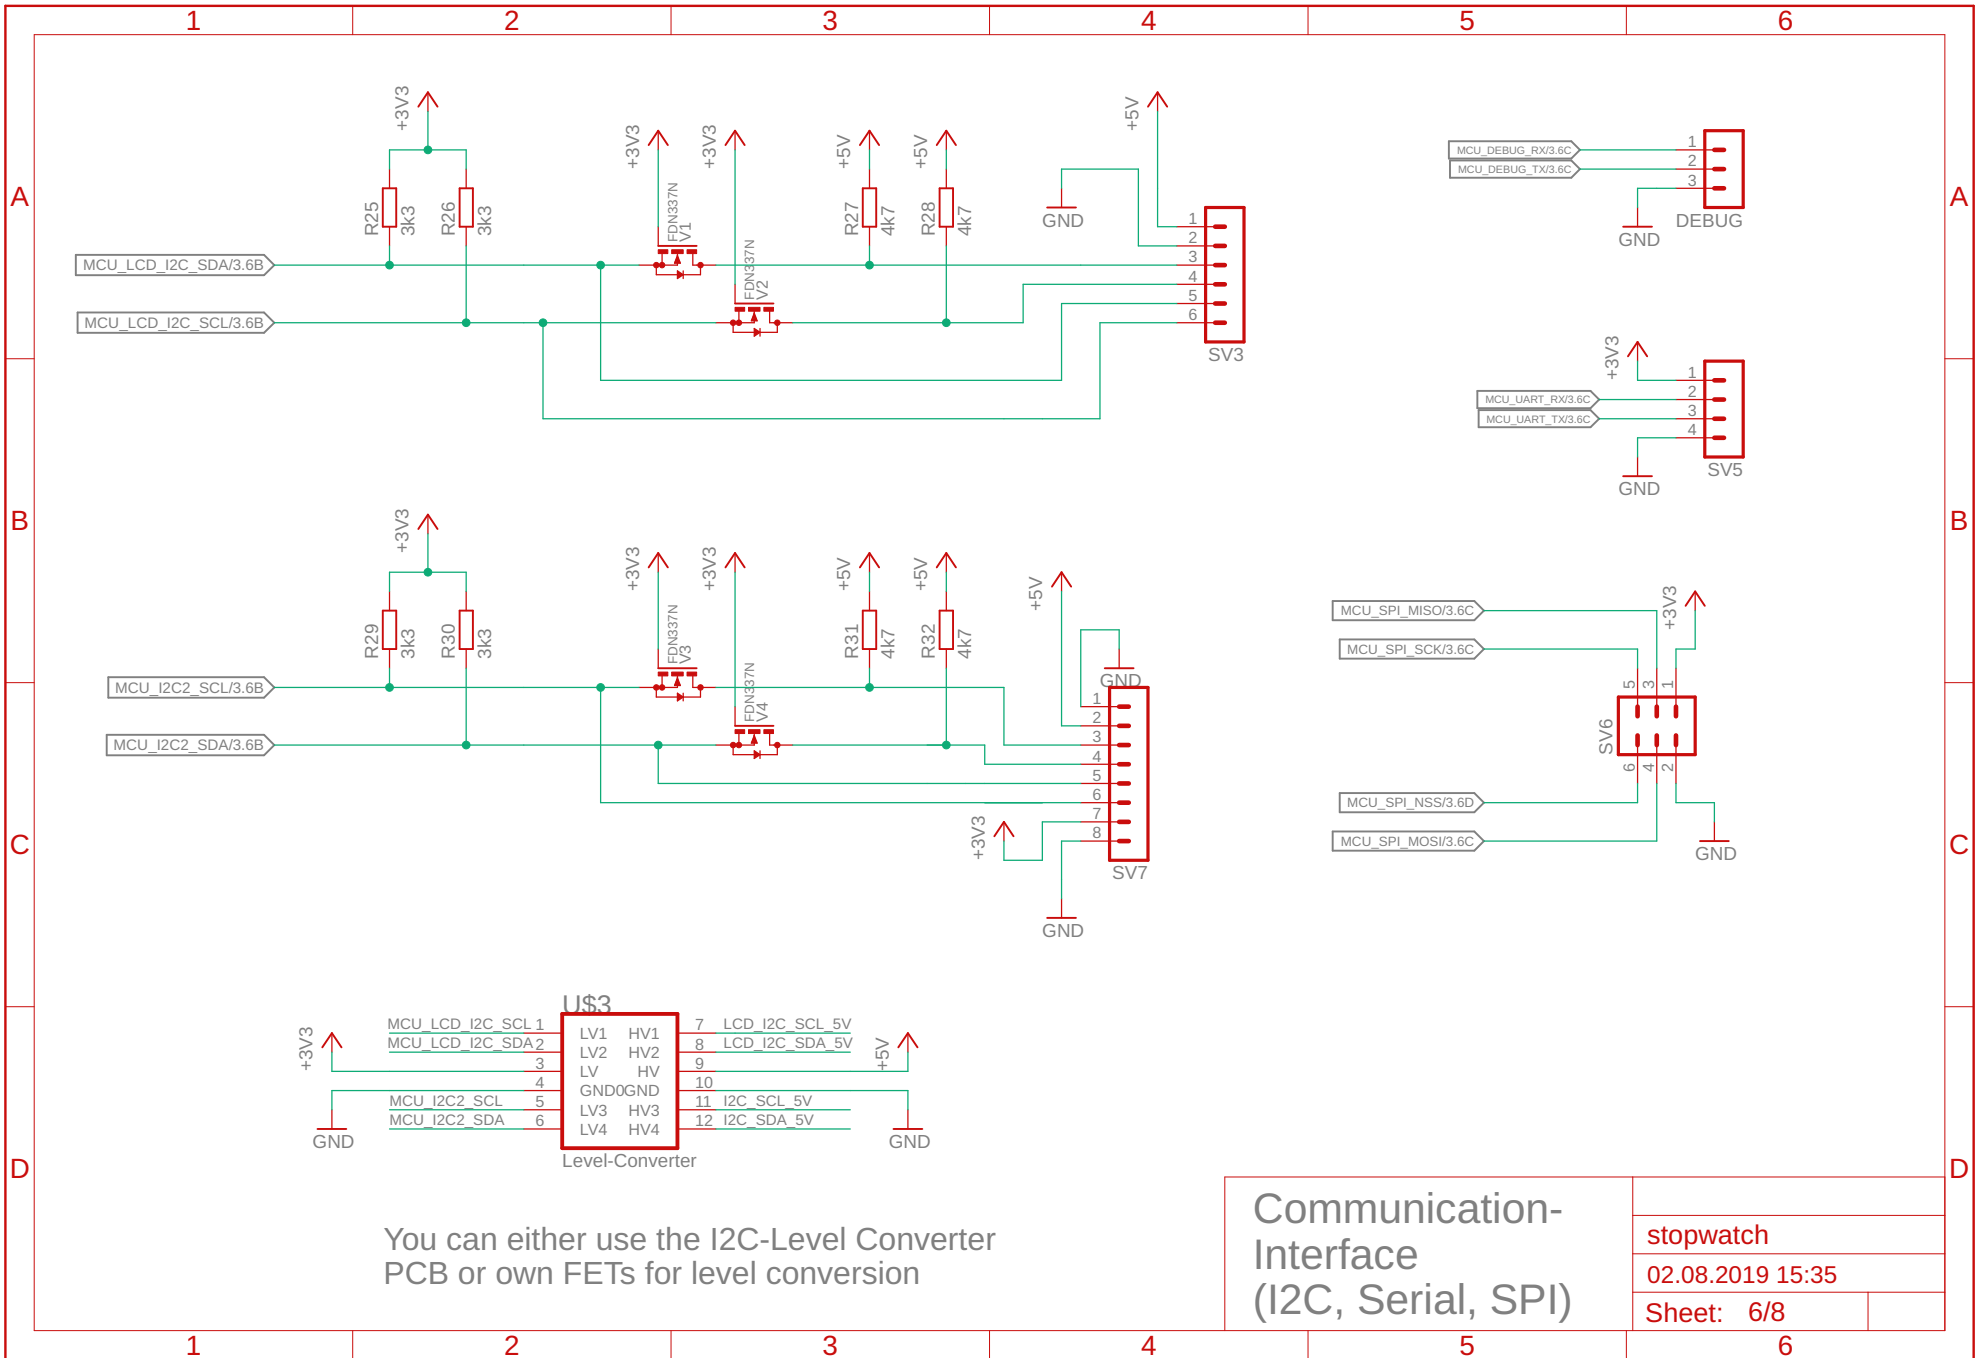 1 2 3 4 5 6
A A
B B
C C
D D
+3V3
R25
3k3
R26
3k3
MCU_LCD_I2C_SDA/3.6B
MCU_LCD_I2C_SCL/3.6B
+3V3
+3V3
FDN337N
V1
FDN337N
V2
+5V
+5V
R27
4k7
R28
4k7
+5V
GND
1
2
3
4
5
6
SV3
MCU_DEBUG_RX/3.6C
MCU_DEBUG_TX/3.6C
1
2
3
GND
DEBUG
+3V3
MCU_UART_RX/3.6C
MCU_UART_TX/3.6C
1
2
3
4
GND
SV5
+3V3
R29
3k3
R30
3k3
MCU_I2C2_SCL/3.6B
MCU_I2C2_SDA/3.6B
+3V3
+3V3
FDN337N
V3
FDN337N
V4
+5V
+5V
R31
4k7
R32
4k7
+5V
GND
1
2
3
4
5
6
7
8
+3V3
GND
SV7
MCU_SPI_MISO/3.6C
MCU_SPI_SCK/3.6C
+3V3
5 3 1
SV6
6 4 2
MCU_SPI_NSS/3.6D
MCU_SPI_MOSI/3.6C
GND
U$3
+3V3
GND
MCU_LCD_I2C_SCL 1 LV1 HV1 7 LCD_I2C_SCL_5V
MCU_LCD_I2C_SDA 2 LV2 HV2 8 LCD_I2C_SDA_5V
3 LV HV 9
4 GND0 GND 10
MCU_I2C2_SCL 5 LV3 HV3 11 I2C_SCL_5V
MCU_I2C2_SDA 6 LV4 HV4 12 I2C_SDA_5V
+5V
GND
Level-Converter
You can either use the I2C-Level Converter
PCB or own FETs for level conversion
Communication-
Interface
(I2C, Serial, SPI)
stopwatch
02.08.2019 15:35
Sheet: 6/8
1 2 3 4 5 6